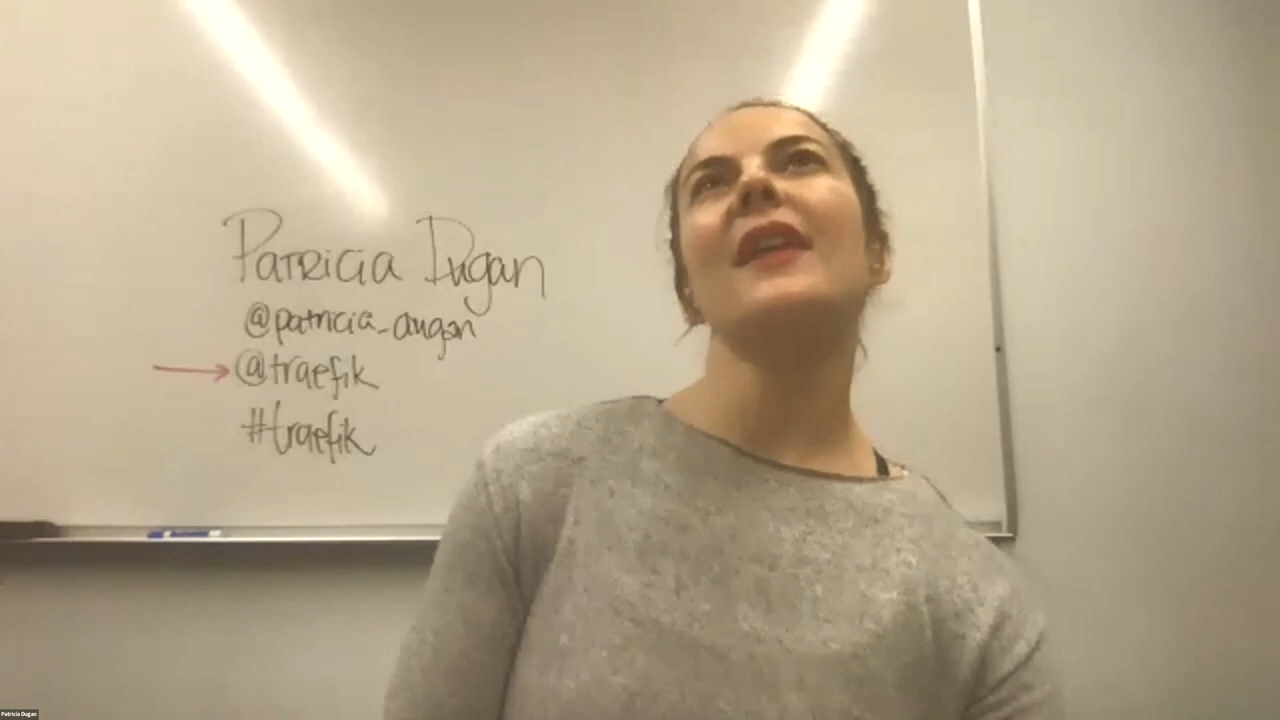 Patricia Dugan
@patricia_dugan
@traefik
#traefik
Patricia Dugan